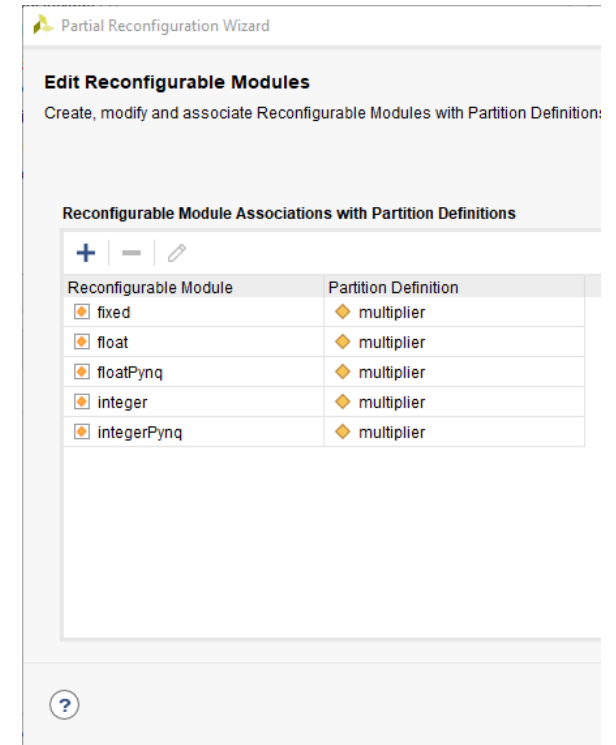 Partial Reconfiguration Wizard
Edit Reconfigurable Modules
Create, modify and associate Reconfigurable Modules with Partition Definitions
Reconfigurable Module Associations with Partition Definitions
Reconfigurable Module Partition Definition
fixed multiplier
float multiplier
floatPynq multiplier
integer multiplier
integerPynq multiplier
?